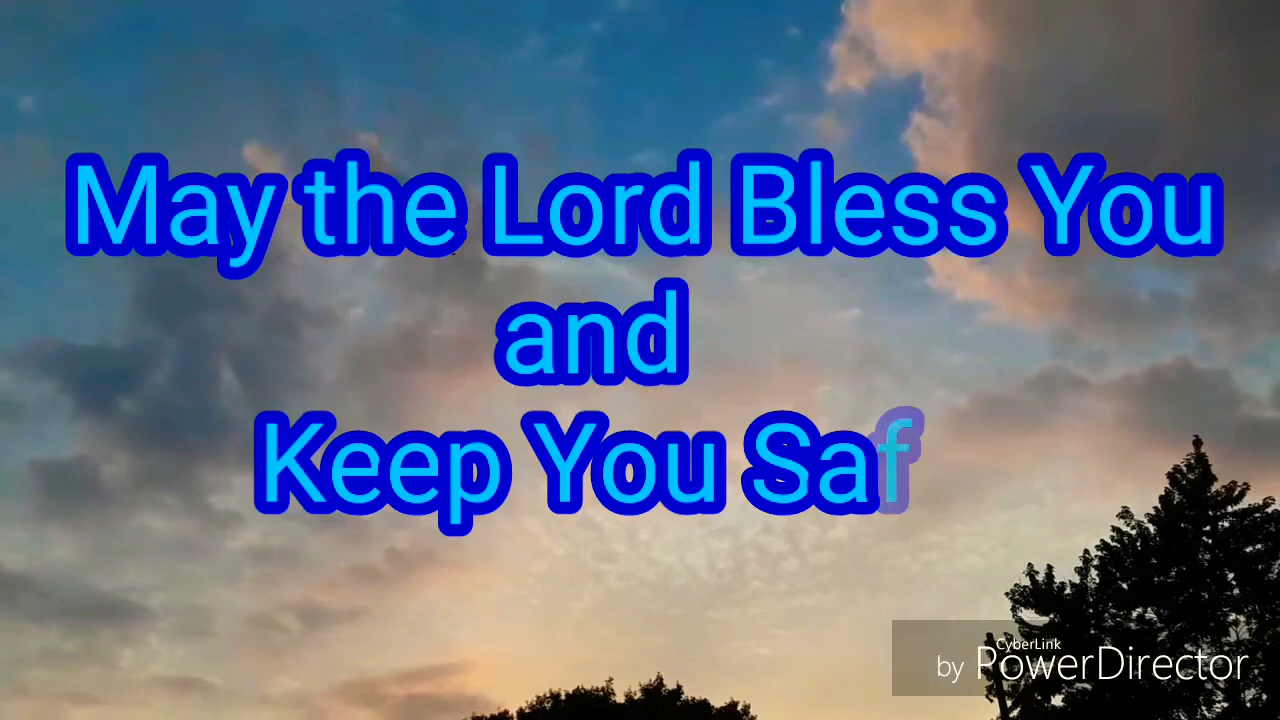 May the Lord Bless You
and
Keep You Saf
CyberLink
by PowerDirector